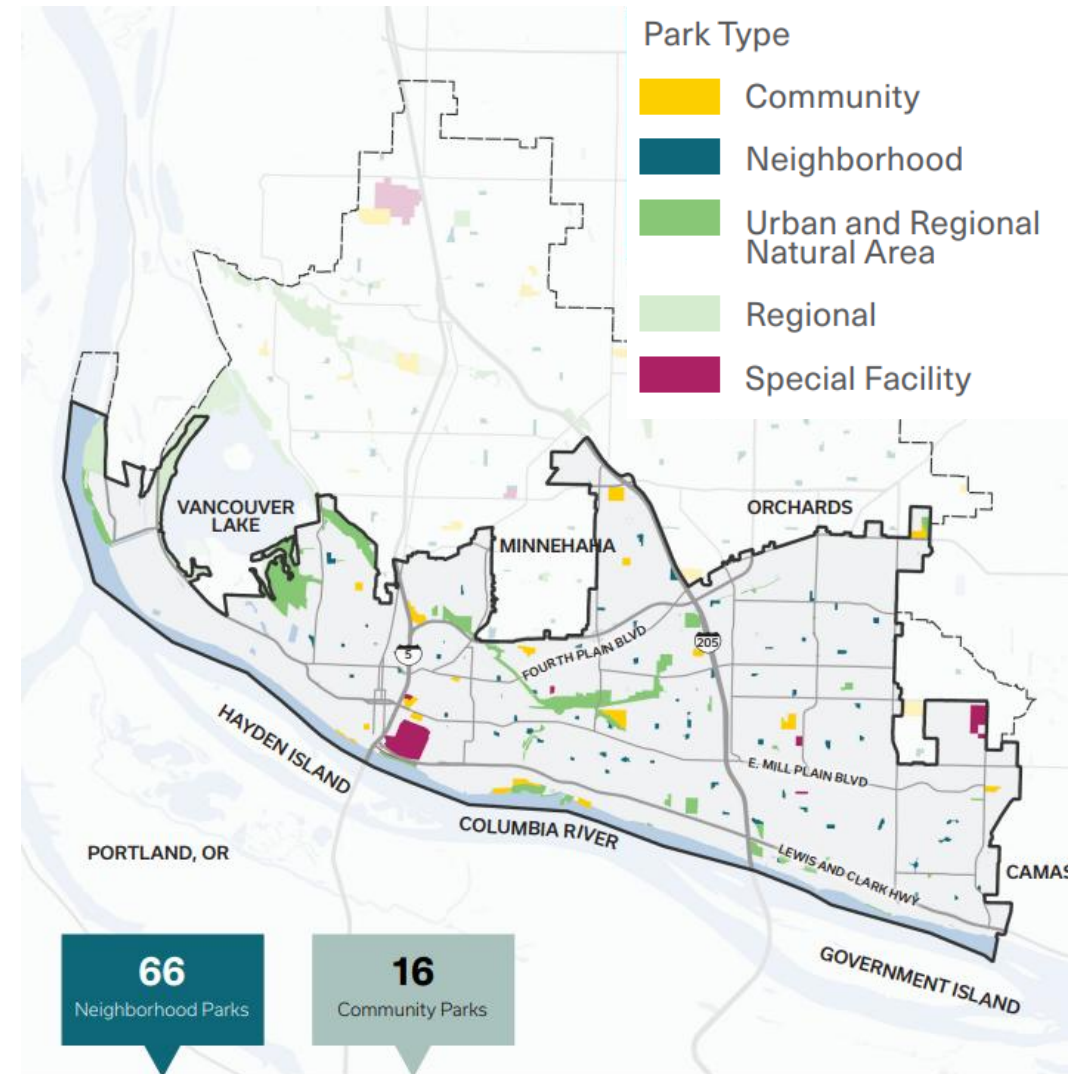 Park Type
Community
Neighborhood
Urban and Regional
Natural Area
Regional
Special Facility
VANCOUVER
LAKE
ORCHARDS
MINNEHAHA
FOURTH PLAIN BLVD
205
5
HAYDEN ISLAND
E. MILL PLAIN BLVD
COLUMBIA RIVER
PORTLAND, OR
LEWIS AND CLARK HWY
CAMAS
GOVERNMENT ISLAND
66
Neighborhood Parks
16
Community Parks